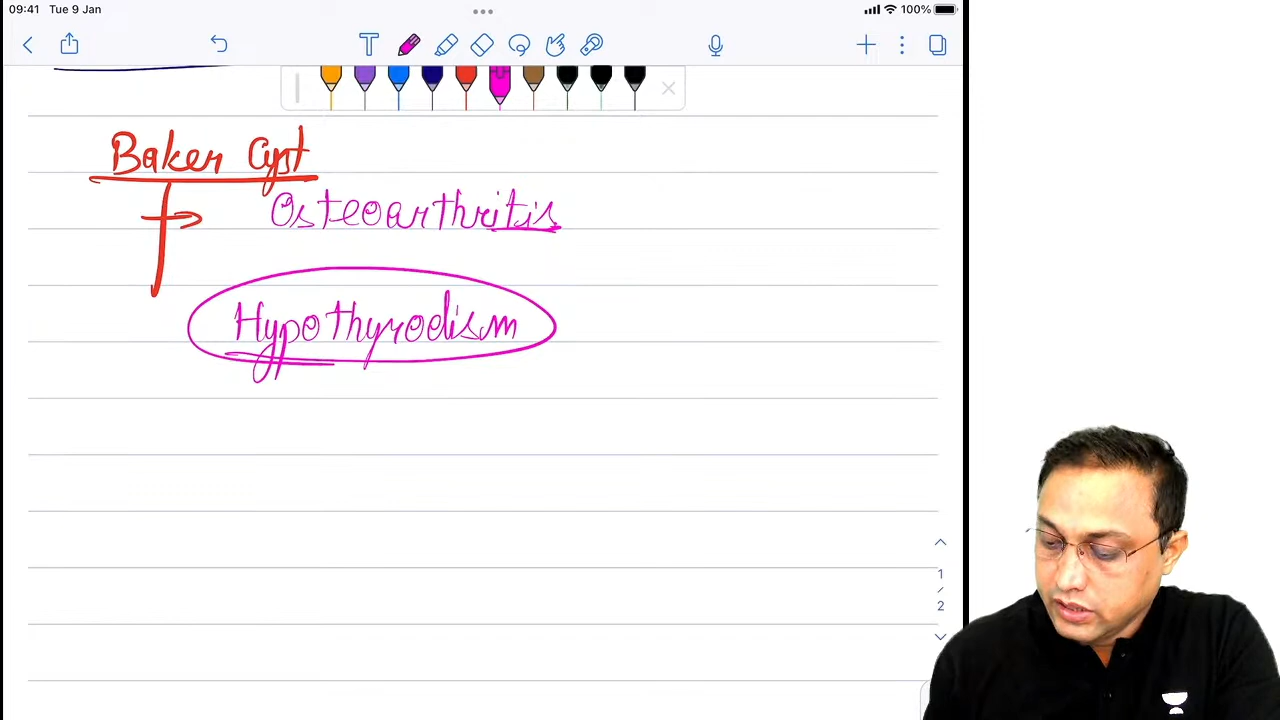 09:41 Tue 9 Jan
100%
T
Baker Cyst
Osteoarthritis
Hypothyrodism
1
2